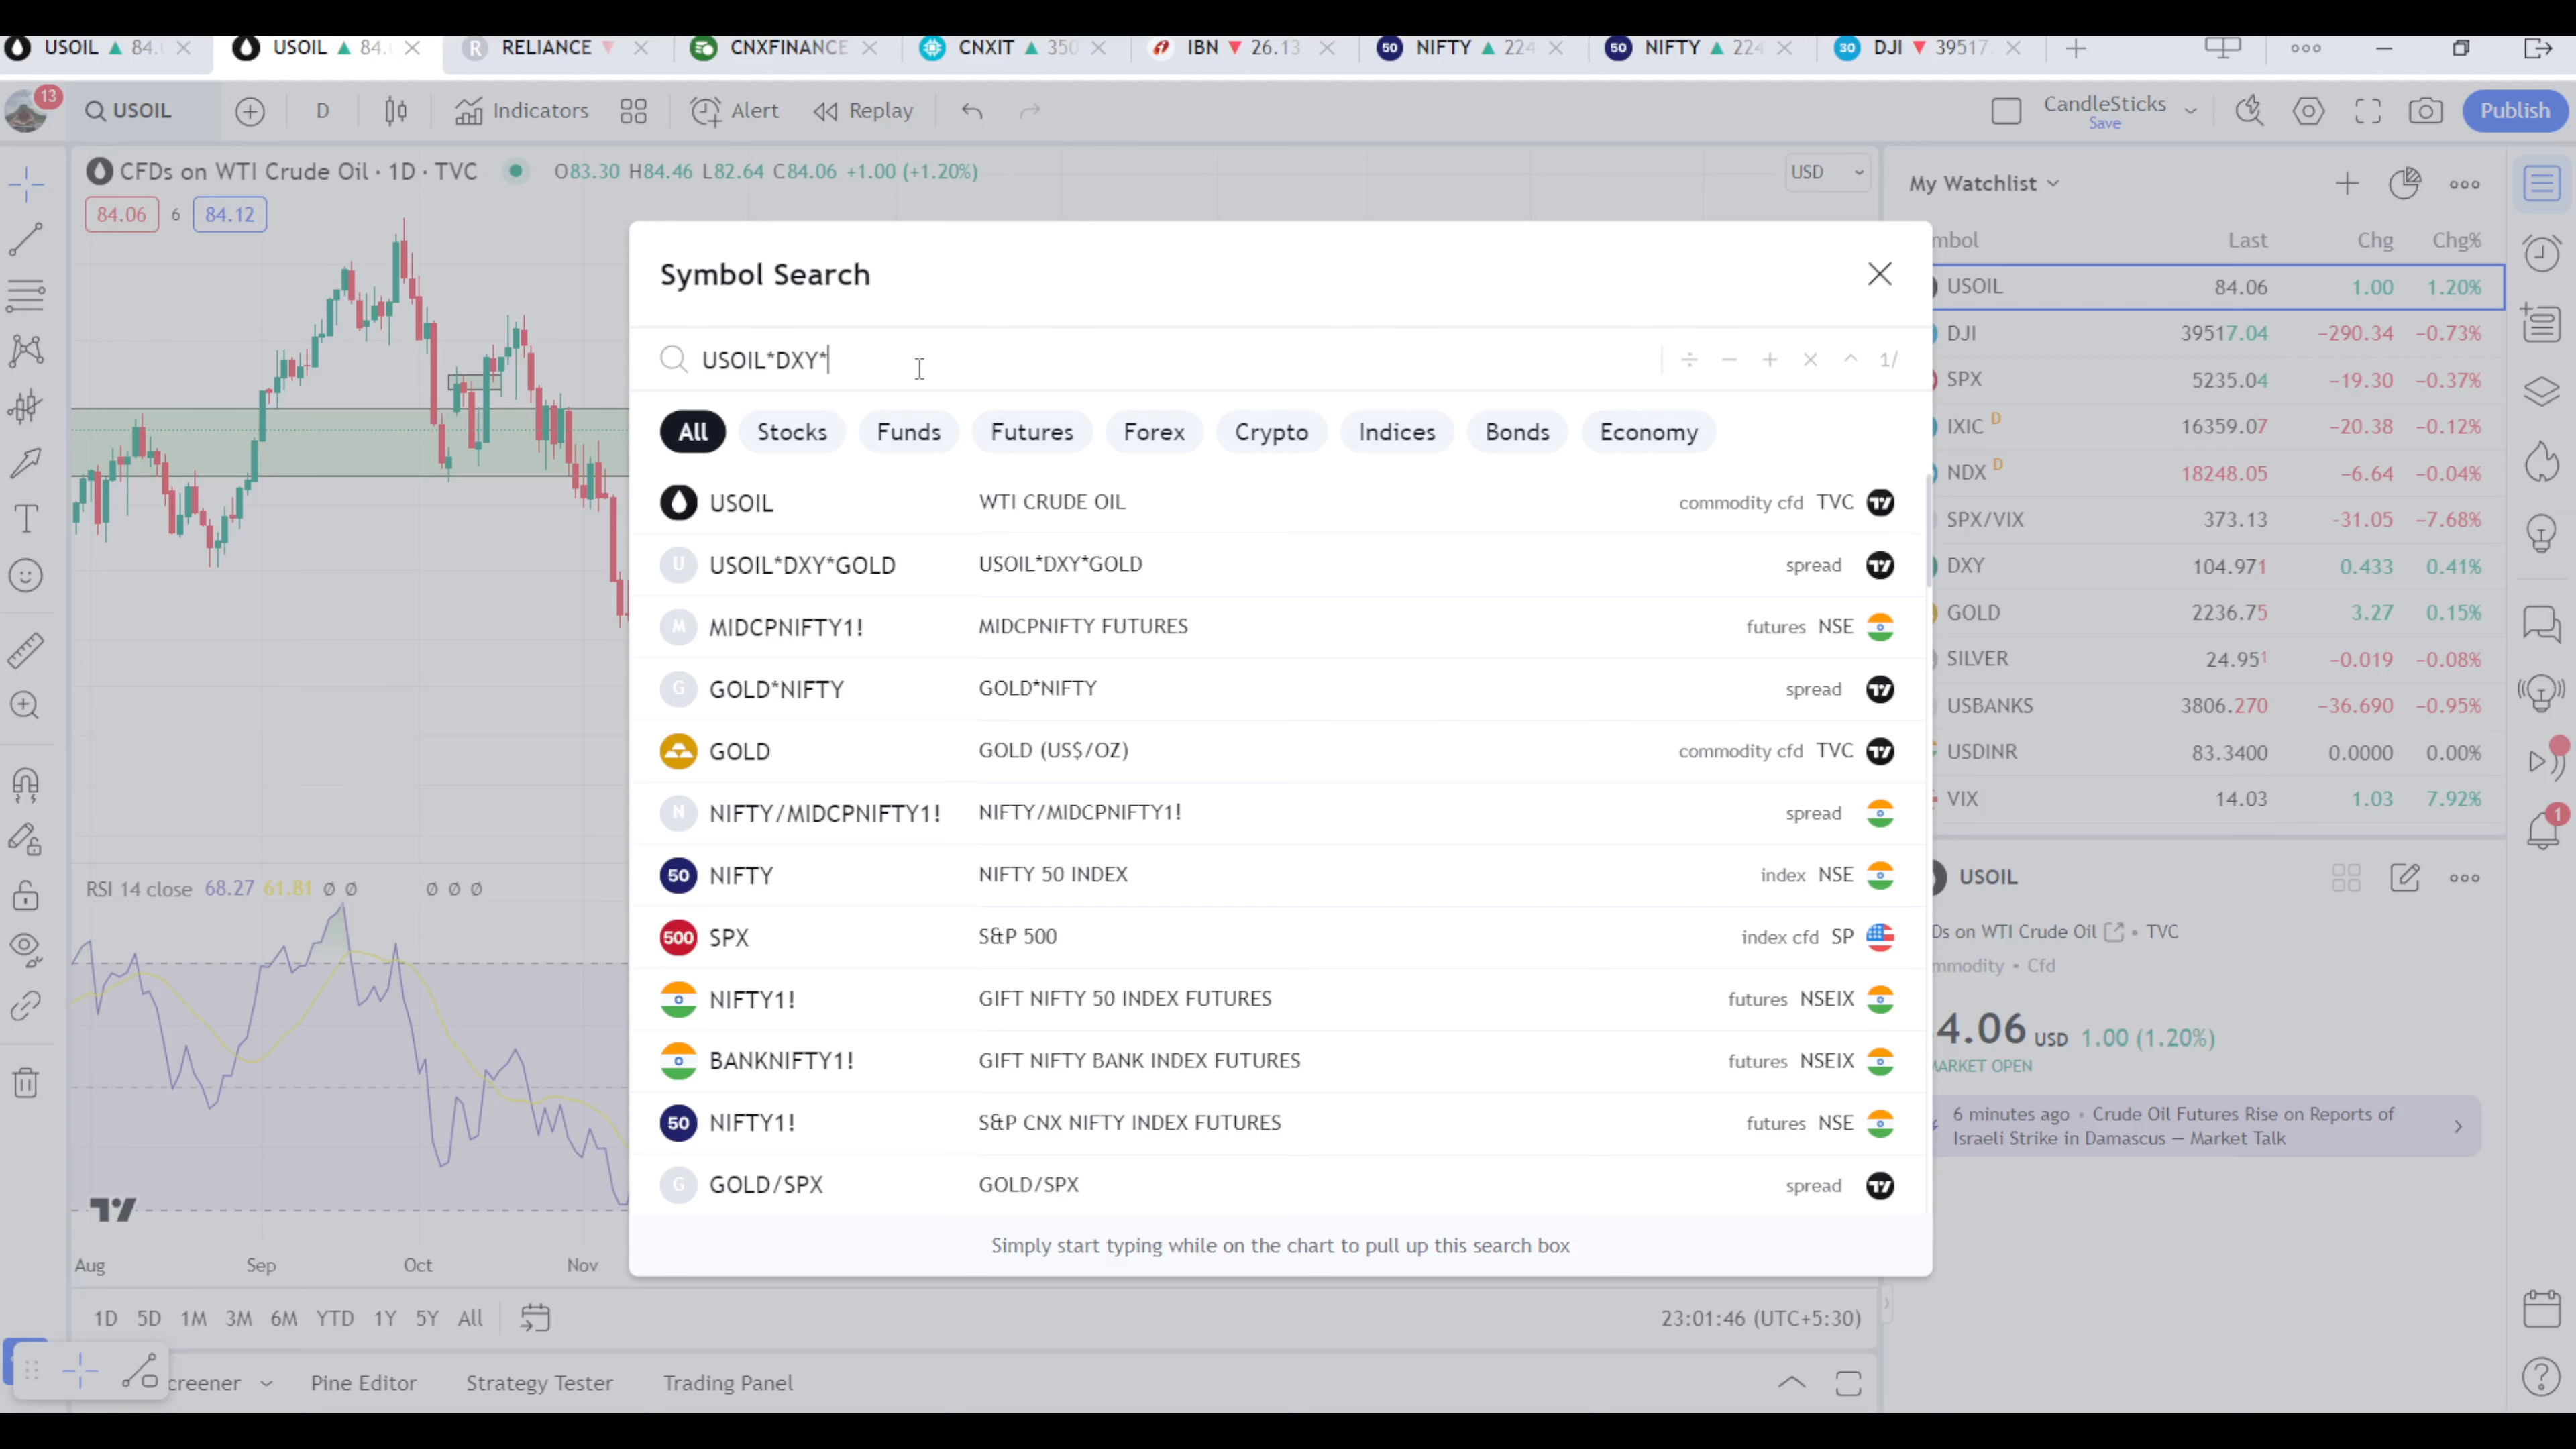 USOIL 84.
USOIL 84.
R RELIANCE
CNXFINANCE
CNXIT 350
IBN 26.13
50 NIFTY 224
50 NIFTY 224
30 DJI 39517.
13
USOIL D Indicators Alert Replay
CandleSticks
Save
Publish
CFDs on WTI Crude Oil · 1D · TVC O83.30 H84.46 L82.64 C84.06 +1.00 (+1.20%)
84.06 6 84.12
USD
Symbol Search
USOIL*DXY*
÷ − + × ^ 1/
All Stocks Funds Futures Forex Crypto Indices Bonds Economy
USOIL WTI CRUDE OIL commodity cfd TVC
U USOIL*DXY*GOLD USOIL*DXY*GOLD spread
M MIDCPNIFTY1! MIDCPNIFTY FUTURES futures NSE
G GOLD*NIFTY GOLD*NIFTY spread
GOLD GOLD (US$/OZ) commodity cfd TVC
N NIFTY/MIDCPNIFTY1! NIFTY/MIDCPNIFTY1! spread
50 NIFTY NIFTY 50 INDEX index NSE
500 SPX S&P 500 index cfd SP
NIFTY1! GIFT NIFTY 50 INDEX FUTURES futures NSEIX
BANKNIFTY1! GIFT NIFTY BANK INDEX FUTURES futures NSEIX
50 NIFTY1! S&P CNX NIFTY INDEX FUTURES futures NSE
G GOLD/SPX GOLD/SPX spread
Simply start typing while on the chart to pull up this search box
RSI 14 close 68.27 61.81 Ø Ø Ø Ø Ø
Aug Sep Oct Nov
1D 5D 1M 3M 6M YTD 1Y 5Y All
23:01:46 (UTC+5:30)
creener Pine Editor Strategy Tester Trading Panel
My Watchlist
mbol Last Chg Chg%
USOIL 84.06 1.00 1.20%
DJI 39517.04 −290.34 −0.73%
SPX 5235.04 −19.30 −0.37%
IXIC D 16359.07 −20.38 −0.12%
NDX D 18248.05 −6.64 −0.04%
SPX/VIX 373.13 -31.05 −7.68%
DXY 104.971 0.433 0.41%
GOLD 2236.75 3.27 0.15%
SILVER 24.951 −0.019 −0.08%
USBANKS 3806.270 −36.690 −0.95%
USDINR 83.3400 0.0000 0.00%
VIX 14.03 1.03 7.92%
USOIL
Ds on WTI Crude Oil • TVC
mmodity • Cfd
4.06 USD 1.00 (1.20%)
MARKET OPEN
6 minutes ago • Crude Oil Futures Rise on Reports of
Israeli Strike in Damascus — Market Talk
1